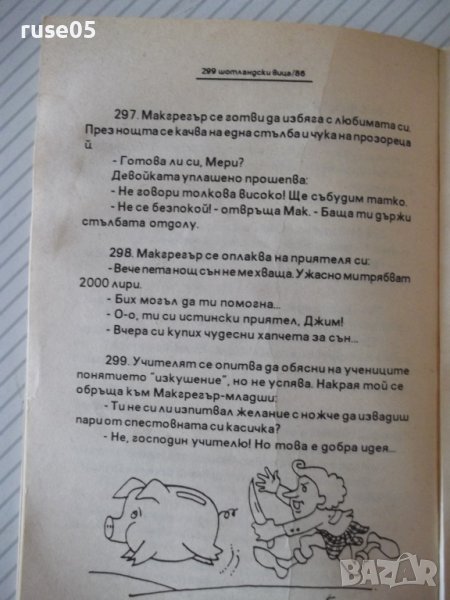 ruse05
299 шотландски вица/86
297. Макгрегър се готви да избяга с любимата си.
През нощта се качва на една стълба и чука на прозореца
й.
- Готова ли си, Мери?
Девойката уплашено прошепва:
- Не говори толкова високо! Ще събудим татко.
- Не се безпокой! - отвръща Мак. - Баща ти държи
стълбата отдолу.
298. Макгрегър се оплаква на приятеля си:
- Вече пета нощ сън не ме хваща. Ужасно ми трябват
2000 лири.
- Бих могъл да ти помогна...
- О-о, ти си истински приятел, Джим!
- Вчера си купих чудесни хапчета за сън...
299. Учителят се опитва да обясни на учениците
понятието "изкушение", но не успява. Накрая той се
обръща към Макгрегър-младши:
- Ти не си ли изпитвал желание с ножче да извадиш
пари от спестовната си касичка?
- Не, господин учителю! Но това е добра идея...
BAZAR